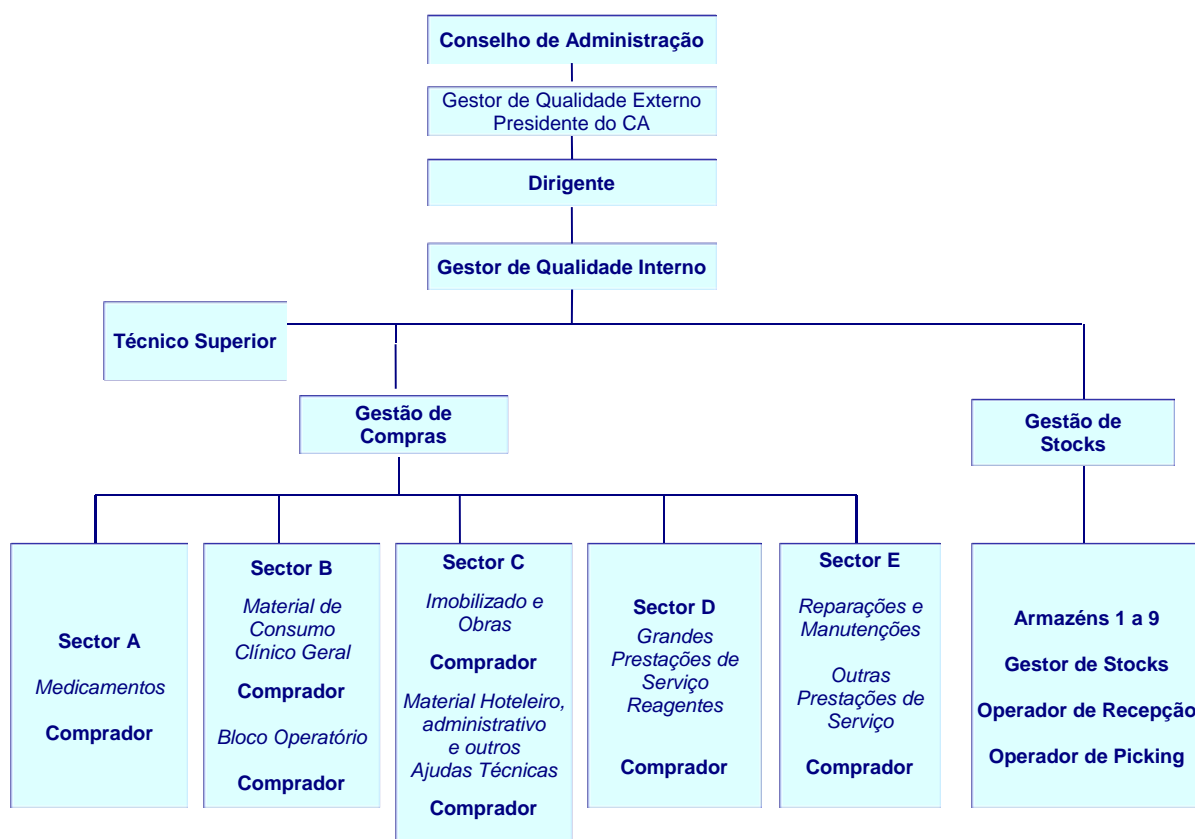 Conselho de Administração
Gestor de Qualidade Externo
Presidente do CA
Dirigente
Gestor de Qualidade Interno
Técnico Superior
Gestão de
Compras
Gestão de
Stocks
Sector A
Medicamentos
Comprador
Sector B
Material de
Consumo
Clínico Geral
Comprador
Bloco Operatório
Comprador
Sector C
Imobilizado e
Obras
Comprador
Material Hoteleiro,
administrativo
e outros
Ajudas Técnicas
Comprador
Sector D
Grandes
Prestações de
Serviço
Reagentes
Comprador
Sector E
Reparações e
Manutenções
Outras
Prestações de
Serviço
Comprador
Armazéns 1 a 9
Gestor de Stocks
Operador de Recepção
Operador de Picking